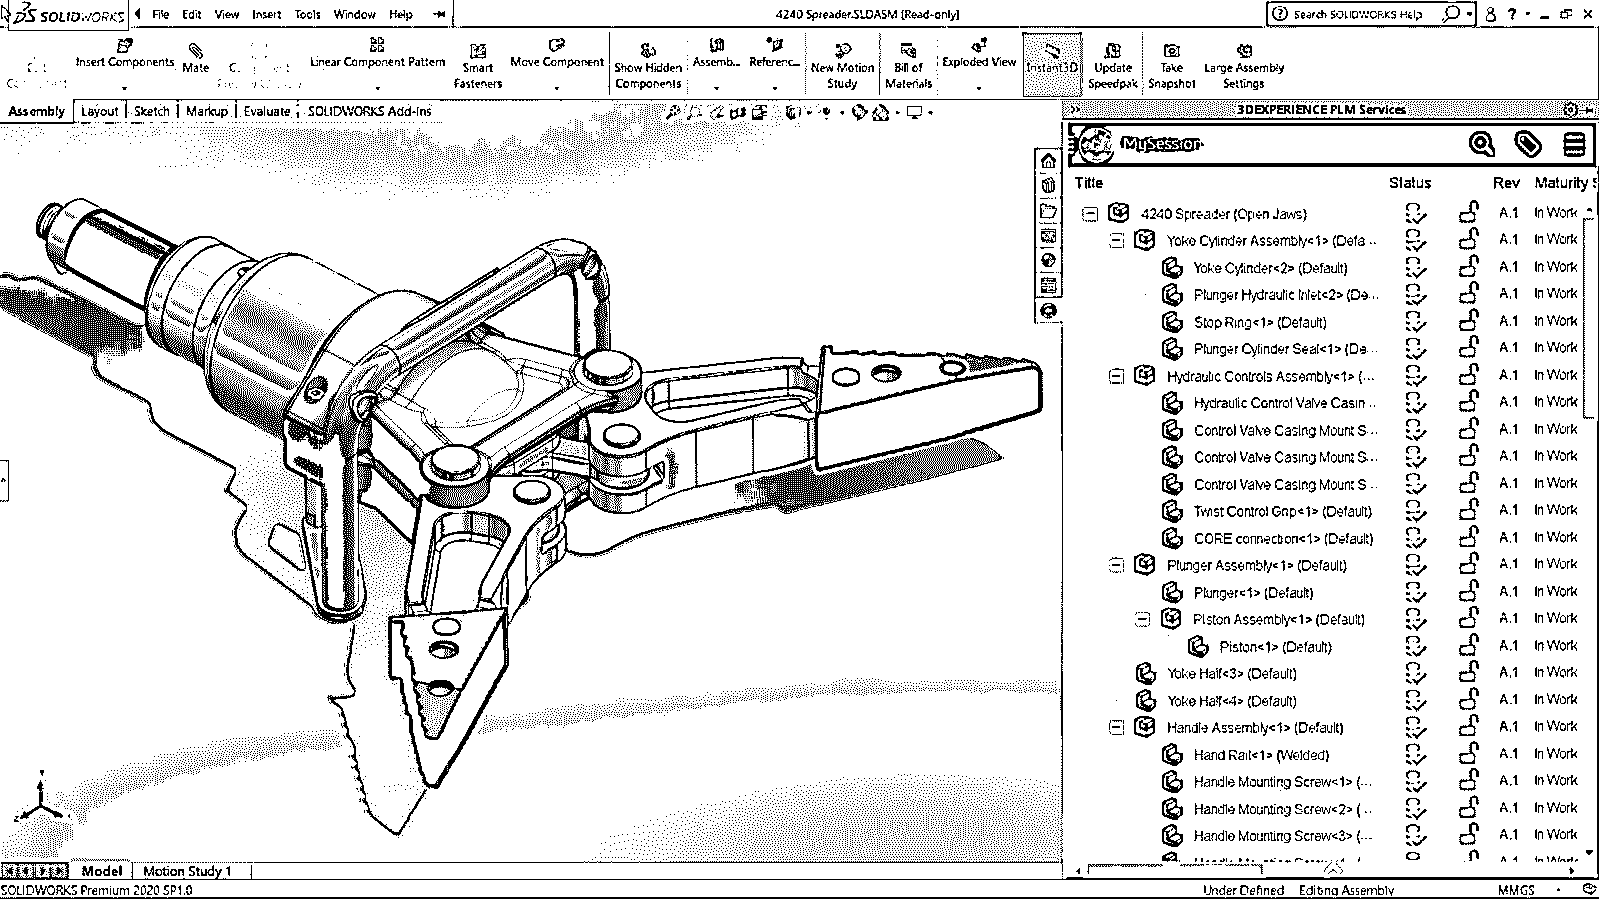 SOLIDWORKS File Edit View Insert Tools Window Help 4240 Spreader.SLDASM [Read-only] Search SOLIDWORKS Help
Insert Components Mate Linear Component Pattern Smart Fasteners Move Component Show Hidden Components Assemb... Referenc... New Motion Study Bill of Materials Exploded View Instant3D Update Speedpak Take Snapshot Large Assembly Settings
Assembly Layout Sketch Markup Evaluate SOLIDWORKS Add-Ins
3DEXPERIENCE PLM Services
MySession
Title Status Rev Maturity S
4240 Spreader (Open Jaws) A.1 In Work
Yoke Cylinder Assembly<1> (Defa... A.1 In Work
Yoke Cylinder<2> (Default) A.1 In Work
Plunger Hydraulic Inlet<2> (De... A.1 In Work
Stop Ring<1> (Default) A.1 In Work
Plunger Cylinder Seal<1> (De... A.1 In Work
Hydraulic Controls Assembly<1> (... A.1 In Work
Hydraulic Control Valve Casin... A.1 In Work
Control Valve Casing Mount S... A.1 In Work
Control Valve Casing Mount S... A.1 In Work
Control Valve Casing Mount S... A.1 In Work
Twist Control Grip<1> (Default) A.1 In Work
CORE connection<1> (Default) A.1 In Work
Plunger Assembly<1> (Default) A.1 In Work
Plunger<1> (Default) A.1 In Work
Piston Assembly<1> (Default) A.1 In Work
Piston<1> (Default) A.1 In Work
Yoke Half<3> (Default) A.1 In Work
Yoke Half<4> (Default) A.1 In Work
Handle Assembly<1> (Default) A.1 In Work
Hand Rail<1> (Welded) A.1 In Work
Handle Mounting Screw<1> (... A.1 In Work
Handle Mounting Screw<2> (... A.1 In Work
Handle Mounting Screw<3> (... A.1 In Work
Model Motion Study 1
SOLIDWORKS Premium 2020 SP1.0 Under Defined Editing Assembly MMGS